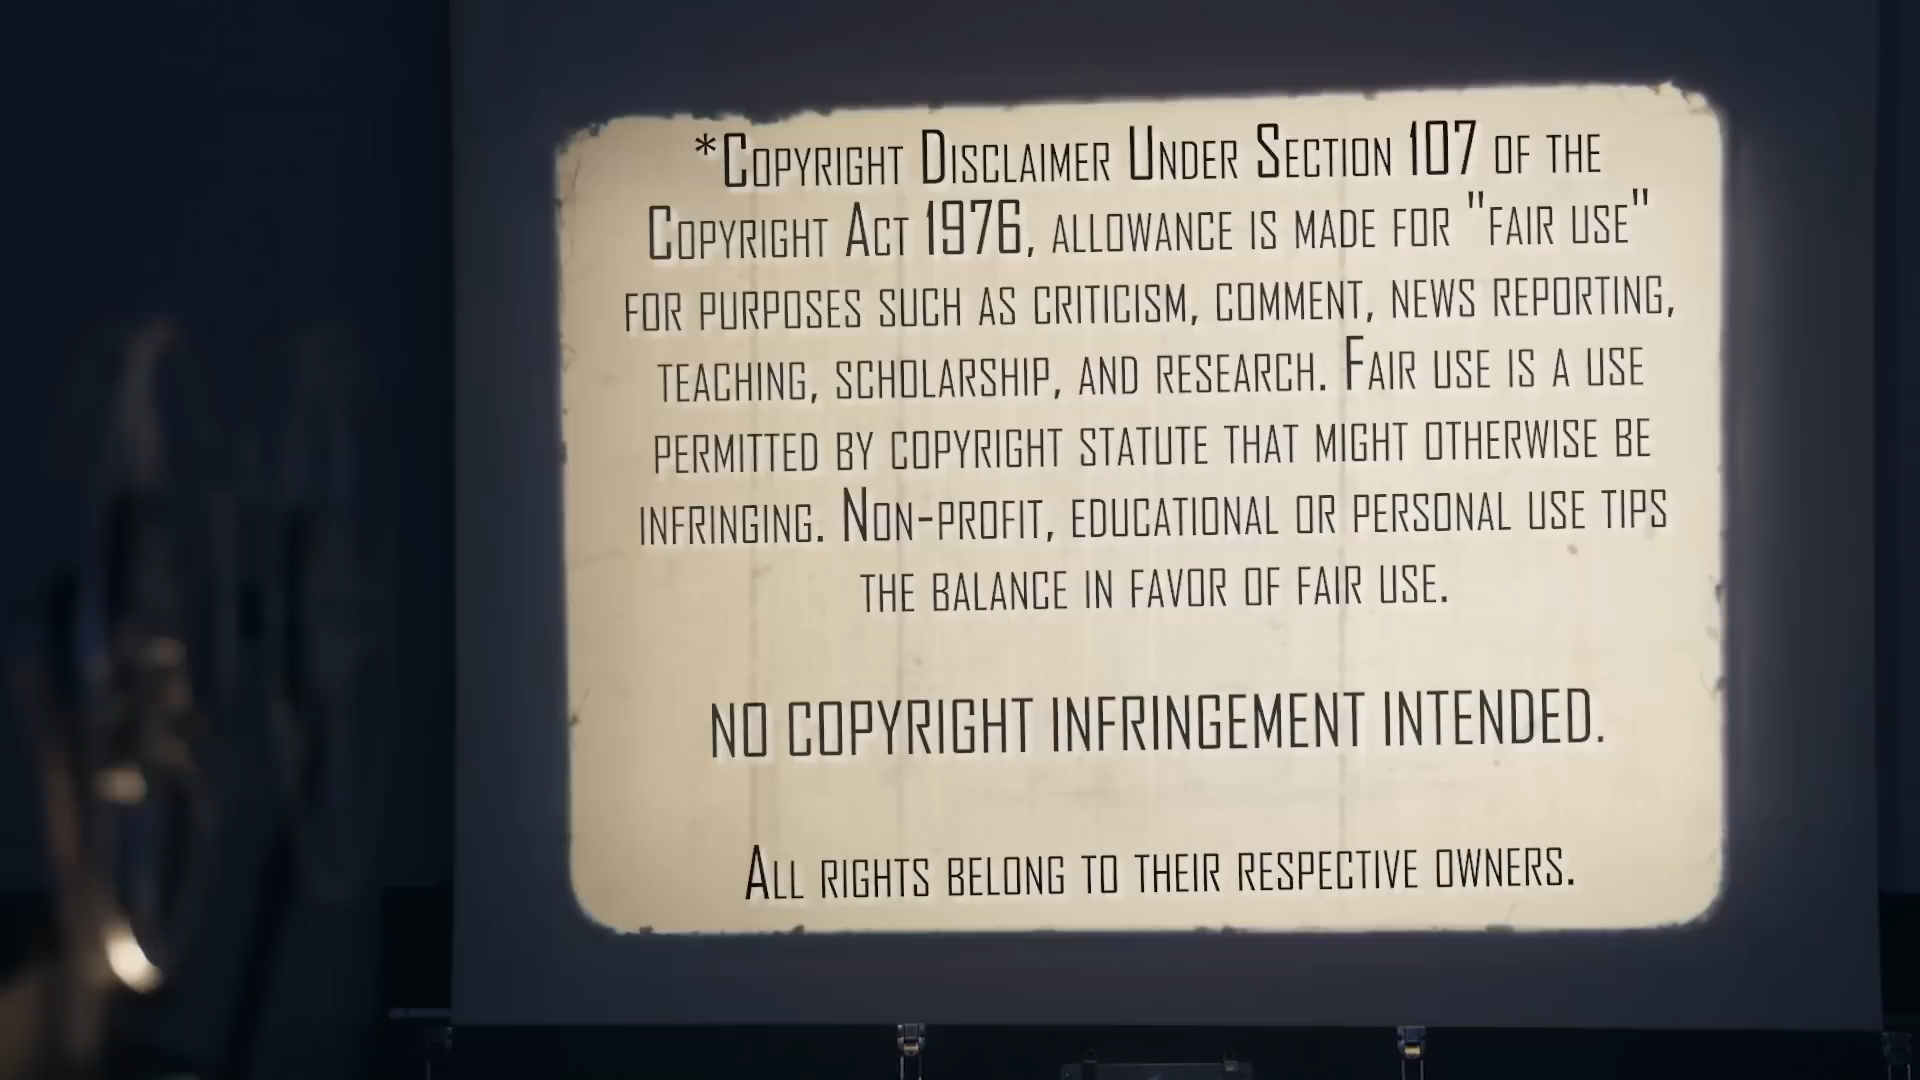 *Copyright Disclaimer Under Section 107 of the
Copyright Act 1976, allowance is made for "fair use"
for purposes such as criticism, comment, news reporting,
teaching, scholarship, and research. Fair use is a use
permitted by copyright statute that might otherwise be
infringing. Non-profit, educational or personal use tips
the balance in favor of fair use.
NO COPYRIGHT INFRINGEMENT INTENDED.
All rights belong to their respective owners.